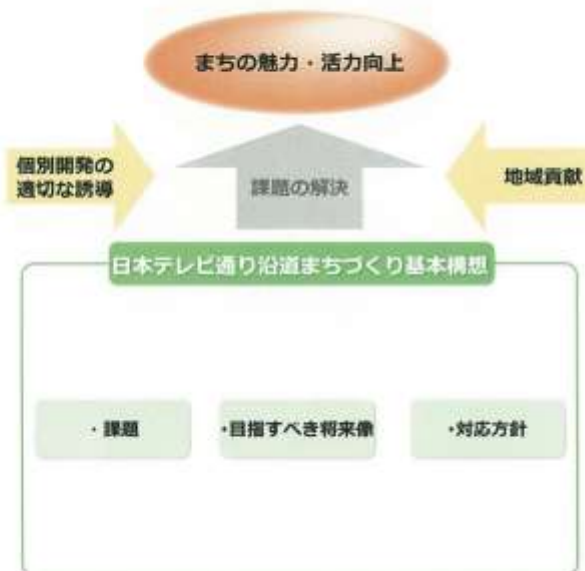 まちの魅力・活力向上
個別開発の
適切な誘導
課題の解決
地域貢献
日本テレビ通り沿道まちづくり基本構想
・課題
・目指すべき将来像
・対応方針